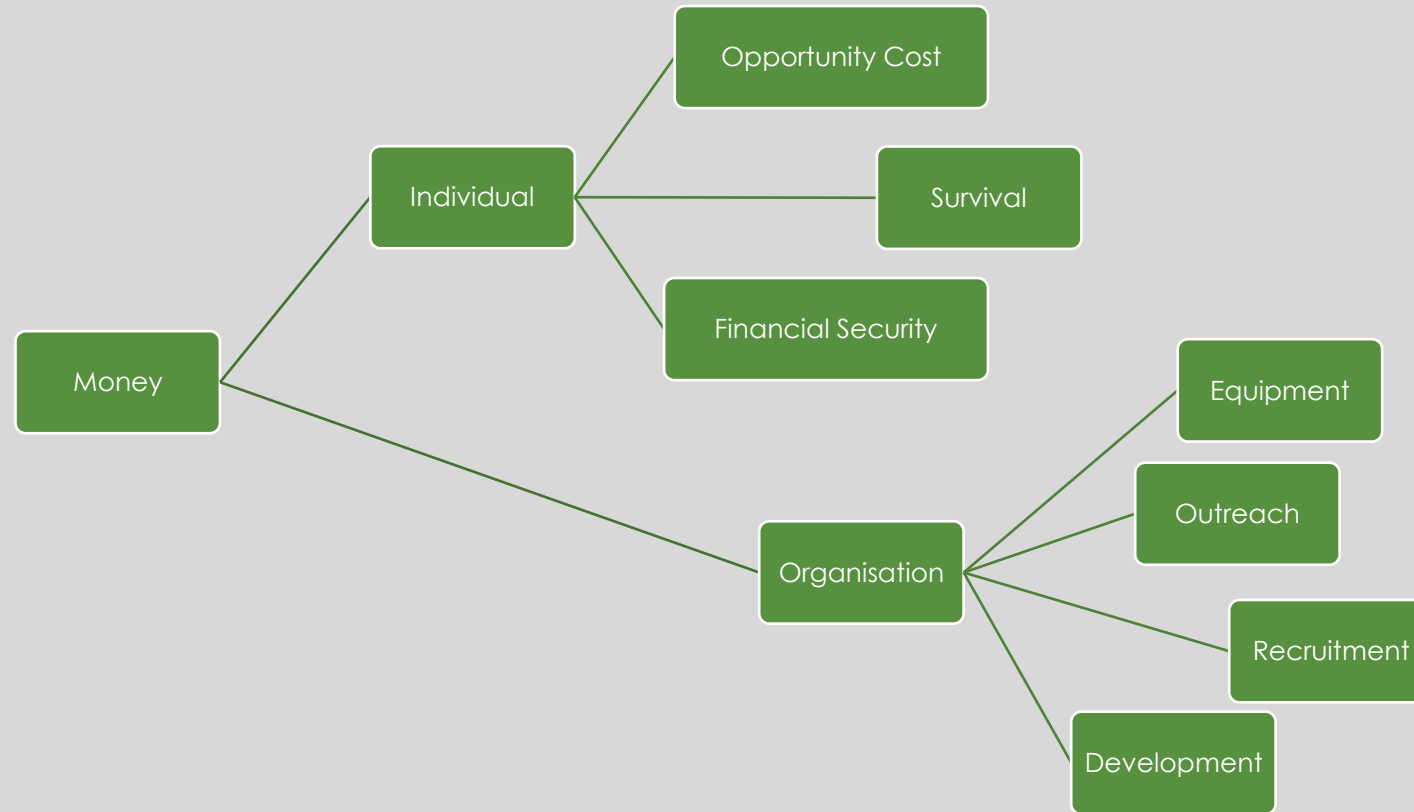 Opportunity Cost
Individual
Survival
Financial Security
Money
Equipment
Outreach
Organisation
Recruitment
Development